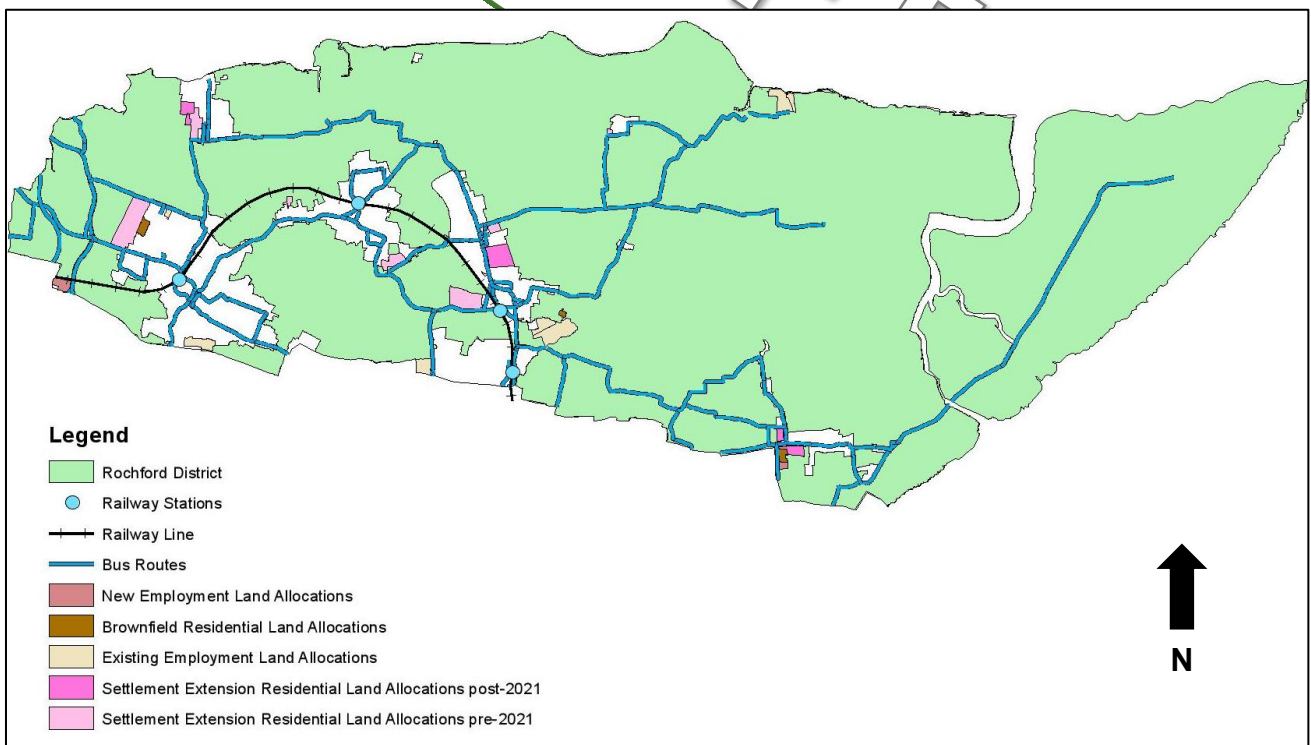 Legend
Rochford District
Railway Stations
Railway Line
Bus Routes
New Employment Land Allocations
Brownfield Residential Land Allocations
Existing Employment Land Allocations
Settlement Extension Residential Land Allocations post-2021
Settlement Extension Residential Land Allocations pre-2021
N